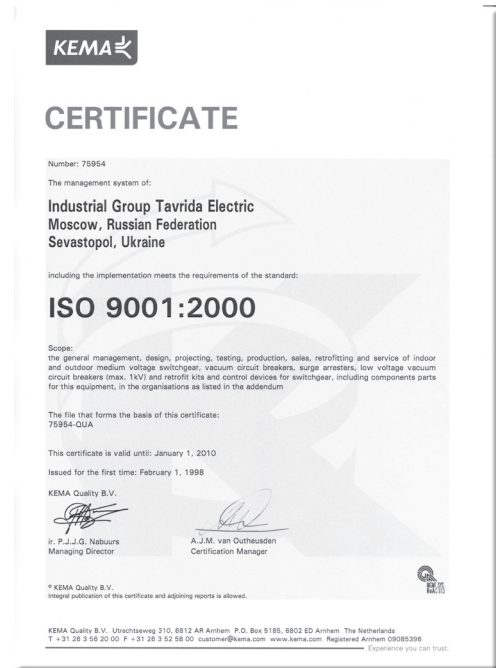 KEMA
CERTIFICATE
Number: 75954
The management system of:
Industrial Group Tavrida Electric
Moscow, Russian Federation
Sevastopol, Ukraine
including the implementation meets the requirements of the standard:
ISO 9001:2000
Scope:
the general management, design, projecting, testing, production, sales, retrofitting and service of indoor
and outdoor medium voltage switchgear, vacuum circuit breakers, surge arresters, low voltage vacuum
circuit breakers (max. 1kV) and retrofit kits and control devices for switchgear, including components parts
for this equipment, in the organisations as listed in the addendum
The file that forms the basis of this certificate:
75954-QUA
This certificate is valid until: January 1, 2010
Issued for the first time: February 1, 1998
KEMA Quality B.V.
ir. P.J.J.G. Nabuurs
Managing Director
A.J.M. van Outheusden
Certification Manager
® KEMA Quality B.V.
Integral publication of this certificate and adjoining reports is allowed.
KEMA Quality B.V. Utrechtseweg 310, 6812 AR Arnhem P.O. Box 5185, 6802 ED Arnhem The Netherlands
T +31 26 3 56 20 00 F +31 26 3 52 58 00 customer@kema.com www.kema.com Registered Arnhem 09085396
Experience you can trust.